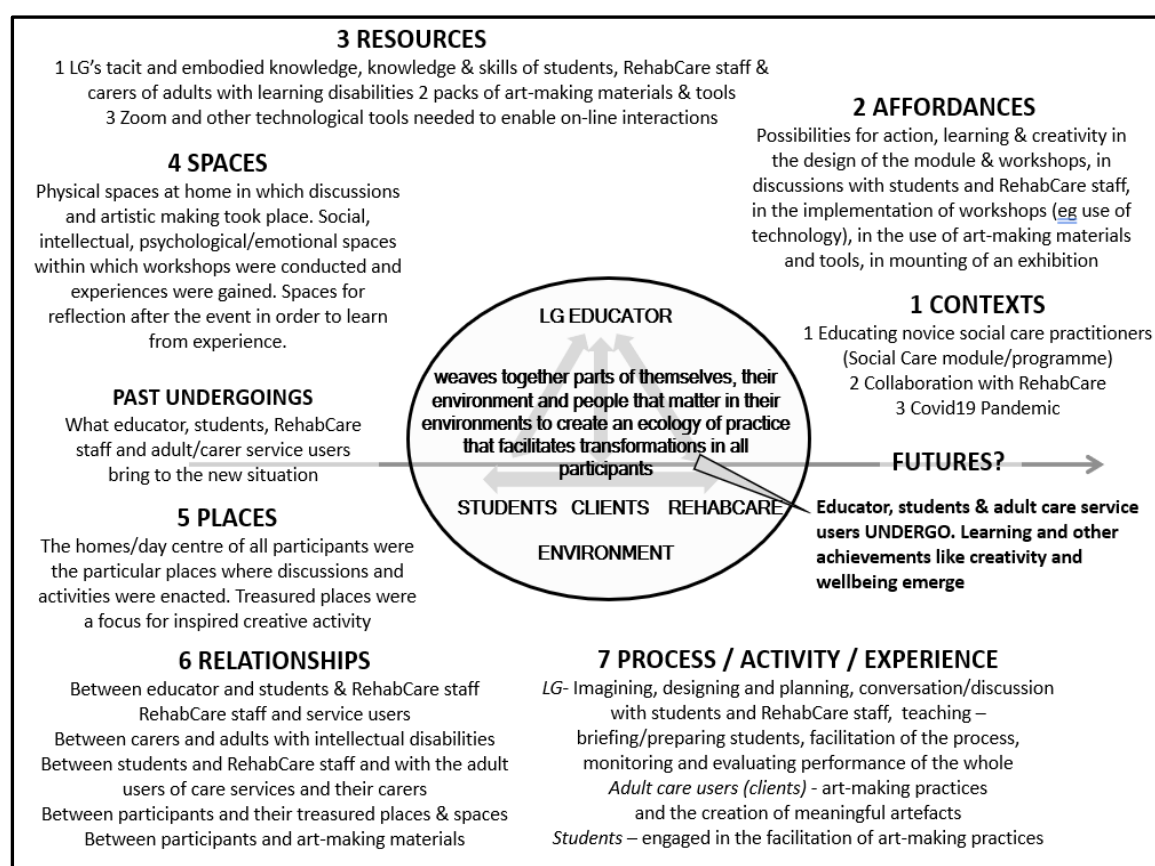 3 RESOURCES
1 LG’s tacit and embodied knowledge, knowledge & skills of students, RehabCare staff &
carers of adults with learning disabilities 2 packs of art-making materials & tools
3 Zoom and other technological tools needed to enable on-line interactions
2 AFFORDANCES
Possibilities for action, learning & creativity in
the design of the module & workshops, in
discussions with students and RehabCare staff,
in the implementation of workshops (eg use of
technology), in the use of art-making materials
and tools, in mounting of an exhibition
4 SPACES
Physical spaces at home in which discussions
and artistic making took place. Social,
intellectual, psychological/emotional spaces
within which workshops were conducted and
experiences were gained. Spaces for
reflection after the event in order to learn
from experience.
1 CONTEXTS
1 Educating novice social care practitioners
(Social Care module/programme)
2 Collaboration with RehabCare
3 Covid19 Pandemic
LG EDUCATOR
weaves together parts of themselves, their
environment and people that matter in their
environments to create an ecology of practice
that facilitates transformations in all
participants
STUDENTS CLIENTS REHABCARE
ENVIRONMENT
PAST UNDERGOINGS
What educator, students, RehabCare
staff and adult/carer service users
bring to the new situation
FUTURES?
Educator, students & adult care service
users UNDERGO. Learning and other
achievements like creativity and
wellbeing emerge
5 PLACES
The homes/day centre of all participants were
the particular places where discussions and
activities were enacted. Treasured places were
a focus for inspired creative activity
6 RELATIONSHIPS
Between educator and students & RehabCare staff
RehabCare staff and service users
Between carers and adults with intellectual disabilities
Between students and RehabCare staff and with the adult
users of care services and their carers
Between participants and their treasured places & spaces
Between participants and art-making materials
7 PROCESS / ACTIVITY / EXPERIENCE
LG- Imagining, designing and planning, conversation/discussion
with students and RehabCare staff, teaching –
briefing/preparing students, facilitation of the process,
monitoring and evaluating performance of the whole
Adult care users (clients) - art-making practices
and the creation of meaningful artefacts
Students – engaged in the facilitation of art-making practices